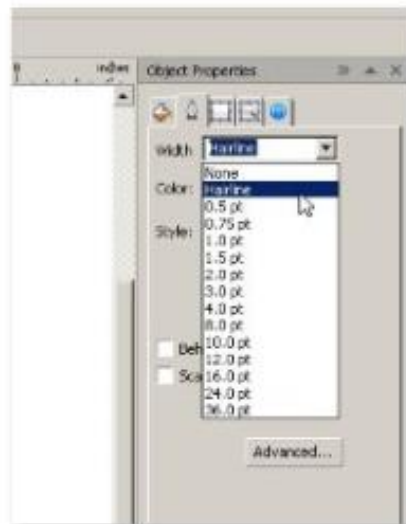 inches
Object Properties
Width Hairline
None
Color: Hairline
0.5 pt
0.75 pt
Style:
1.0 pt
1.5 pt
2.0 pt
3.0 pt
4.0 pt
8.0 pt
Beh 10.0 pt
12.0 pt
Sca 16.0 pt
24.0 pt
36.0 pt
Advanced...